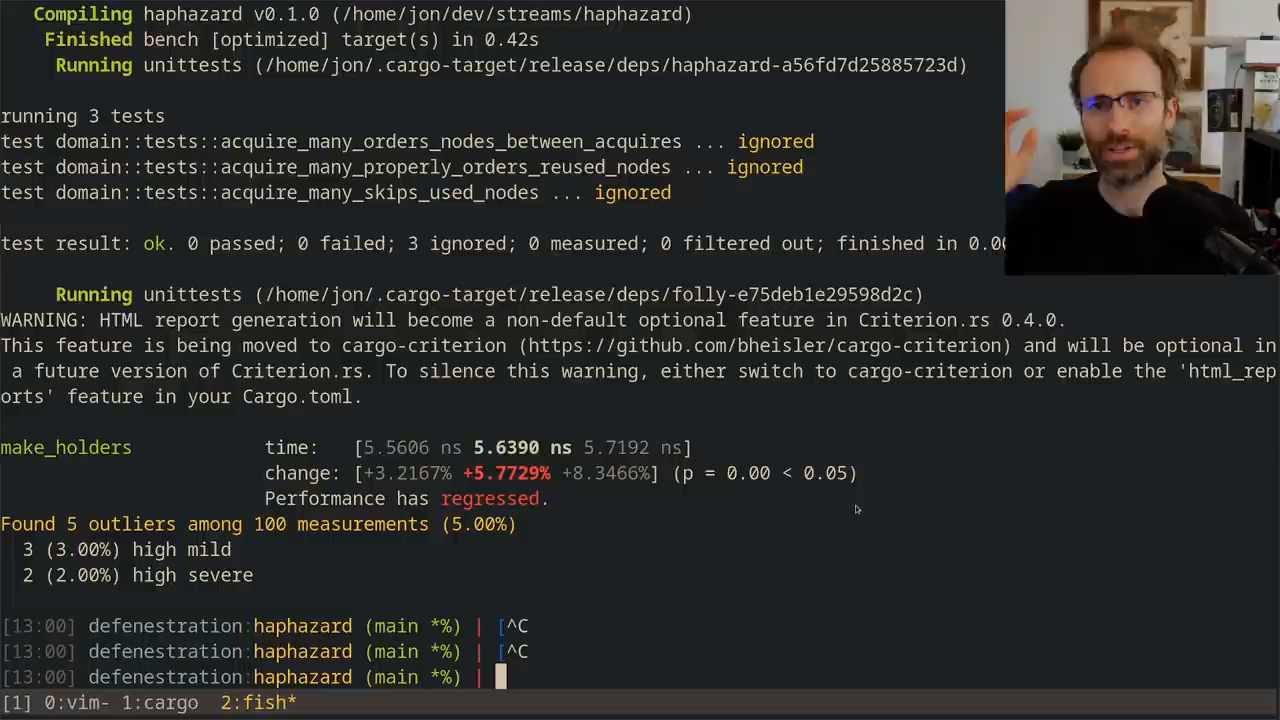 Compiling haphazard v0.1.0 (/home/jon/dev/streams/haphazard)
Finished bench [optimized] target(s) in 0.42s
Running unittests (/home/jon/.cargo-target/release/deps/haphazard-a56fd7d25885723d)
running 3 tests
test domain::tests::acquire_many_orders_nodes_between_acquires ... ignored
test domain::tests::acquire_many_properly_orders_reused_nodes ... ignored
test domain::tests::acquire_many_skips_used_nodes ... ignored
test result: ok. 0 passed; 0 failed; 3 ignored; 0 measured; 0 filtered out; finished in 0.00
Running unittests (/home/jon/.cargo-target/release/deps/folly-e75deb1e29598d2c)
WARNING: HTML report generation will become a non-default optional feature in Criterion.rs 0.4.0.
This feature is being moved to cargo-criterion (https://github.com/bheisler/cargo-criterion) and will be optional in
a future version of Criterion.rs. To silence this warning, either switch to cargo-criterion or enable the 'html_rep
orts' feature in your Cargo.toml.
make_holders time: [5.5606 ns 5.6390 ns 5.7192 ns]
change: [+3.2167% +5.7729% +8.3466%] (p = 0.00 < 0.05)
Performance has regressed.
Found 5 outliers among 100 measurements (5.00%)
3 (3.00%) high mild
2 (2.00%) high severe
[13:00] defenestration:haphazard (main *%) | [^C
[13:00] defenestration:haphazard (main *%) | [^C
[13:00] defenestration:haphazard (main *%) |
[1] 0:vim- 1:cargo 2:fish*